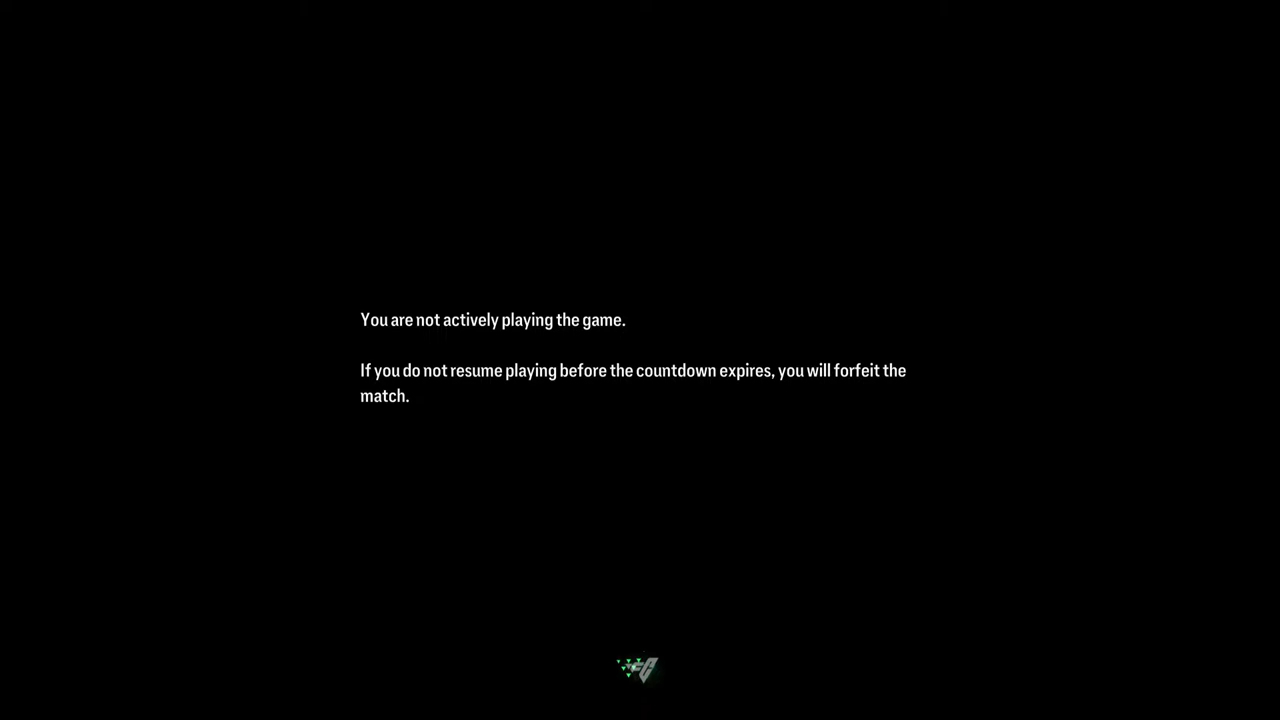 You are not actively playing the game.
If you do not resume playing before the countdown expires, you will forfeit the
match.